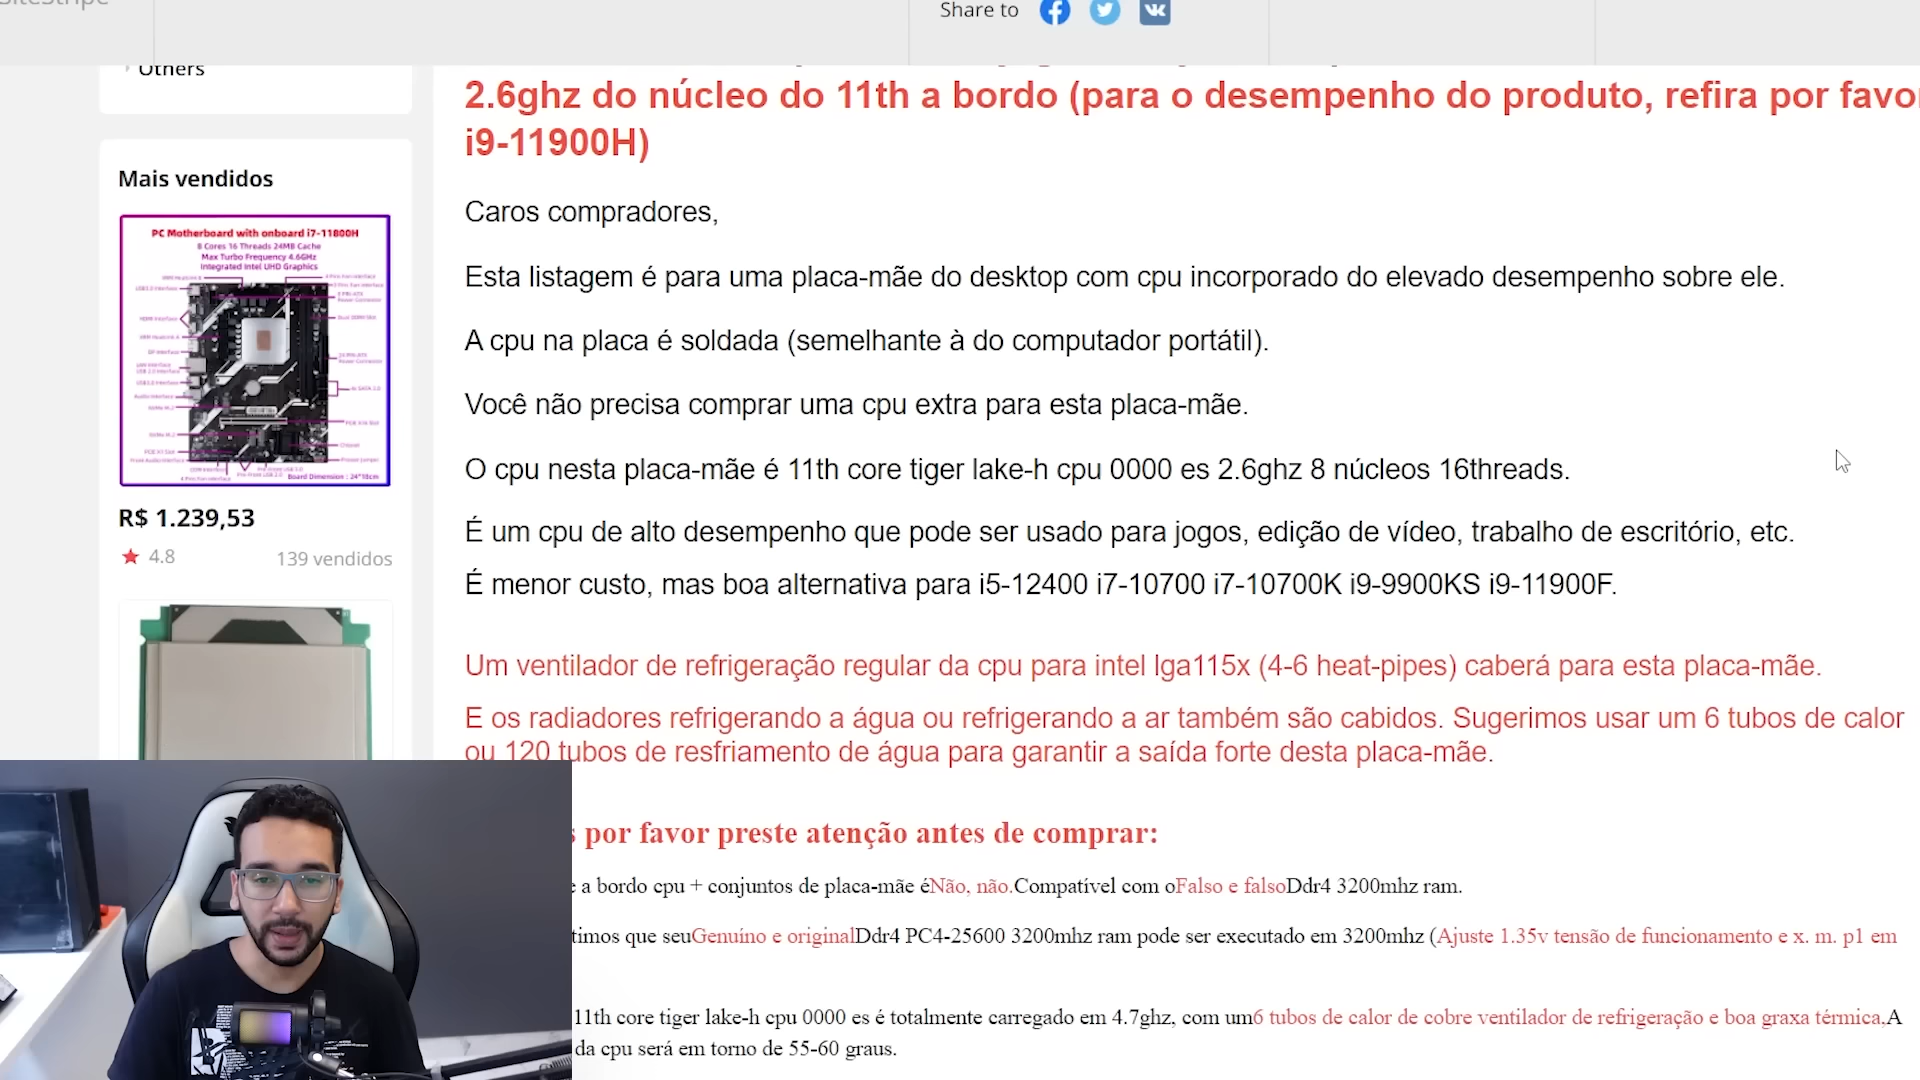 Share to
Others
2.6ghz do núcleo do 11th a bordo (para o desempenho do produto, refira por favo
i9-11900H)
Mais vendidos
PC Motherboard with onboard i7-11800H
8 Cores 16 Threads 24MB Cache
Max Turbo Frequency 4.6GHz
Integrated Intel UHD Graphics
Board Dimension : 24*18cm
R$ 1.239,53
4.8
139 vendidos
Caros compradores,
Esta listagem é para uma placa-mãe do desktop com cpu incorporado do elevado desempenho sobre ele.
A cpu na placa é soldada (semelhante à do computador portátil).
Você não precisa comprar uma cpu extra para esta placa-mãe.
O cpu nesta placa-mãe é 11th core tiger lake-h cpu 0000 es 2.6ghz 8 núcleos 16threads.
É um cpu de alto desempenho que pode ser usado para jogos, edição de vídeo, trabalho de escritório, etc.
É menor custo, mas boa alternativa para i5-12400 i7-10700 i7-10700K i9-9900KS i9-11900F.
Um ventilador de refrigeração regular da cpu para intel lga115x (4-6 heat-pipes) caberá para esta placa-mãe.
E os radiadores refrigerando a água ou refrigerando a ar também são cabidos. Sugerimos usar um 6 tubos de calor
ou 120 tubos de resfriamento de água para garantir a saída forte desta placa-mãe.
s por favor preste atenção antes de comprar:
e a bordo cpu + conjuntos de placa-mãe éNão, não.Compatível com oFalso e falsoDdr4 3200mhz ram.
timos que seuGenuíno e originalDdr4 PC4-25600 3200mhz ram pode ser executado em 3200mhz (Ajuste 1.35v tensão de funcionamento e x. m. p1 em
11th core tiger lake-h cpu 0000 es é totalmente carregado em 4.7ghz, com um6 tubos de calor de cobre ventilador de refrigeração e boa graxa térmica,A
da cpu será em torno de 55-60 graus.